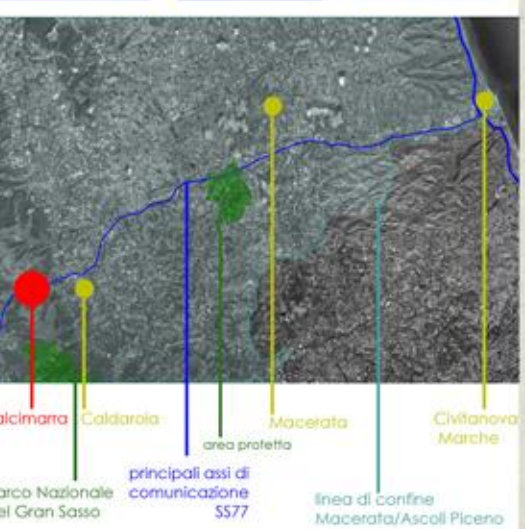 alcimarra
Caldarola
Macerata
Civitanova
Marche
area protetta
arco Nazionale
el Gran Sasso
principali assi di
comunicazione
SS77
linea di confine
Macerata/Ascoli Piceno